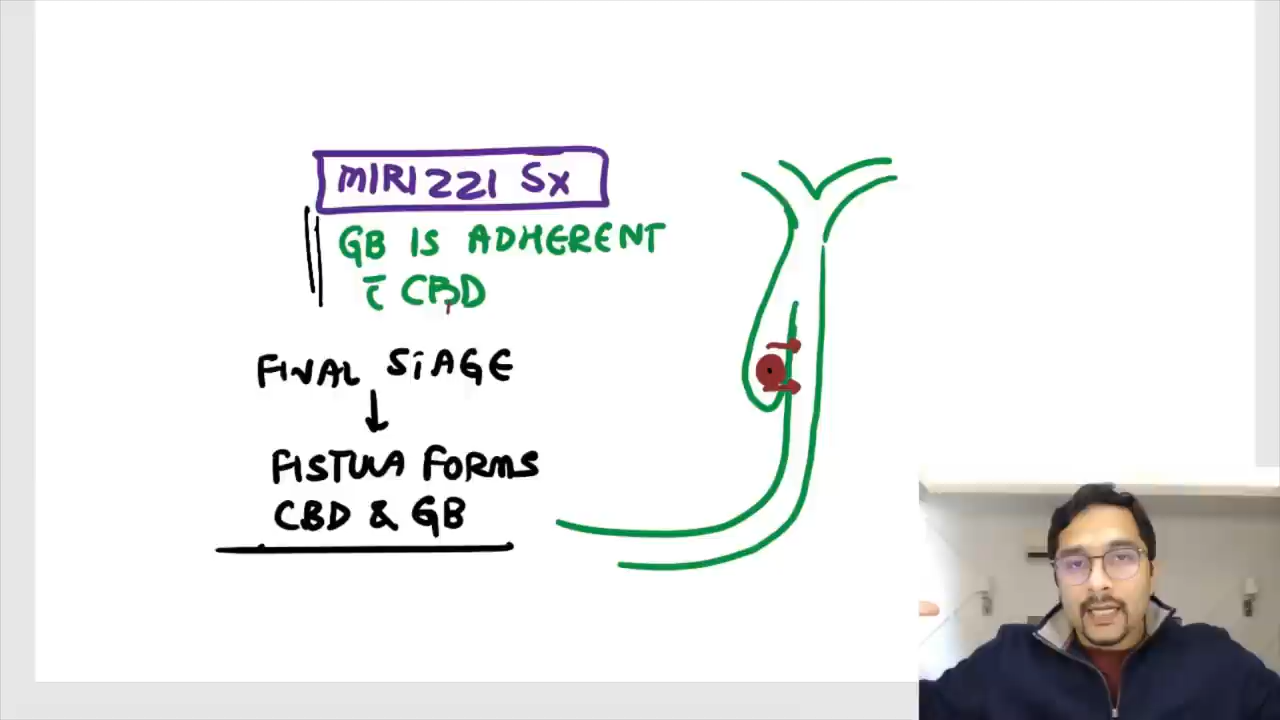 MIRIZZI Sx
GB IS ADHERENT
c̄ CBD
FINAL STAGE
↓
FISTULA FORMS
CBD & GB